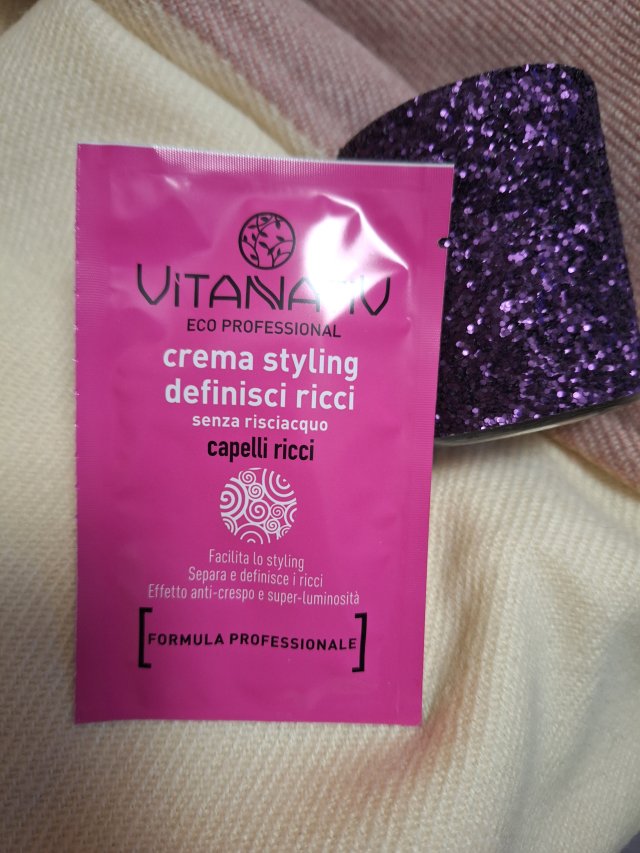 VITANATIV
ECO PROFESSIONAL
crema styling
definisci ricci
senza risciacquo
capelli ricci
Facilita lo styling
Separa e definisce i ricci
Effetto anti-crespo e super-luminosità
FORMULA PROFESSIONALE